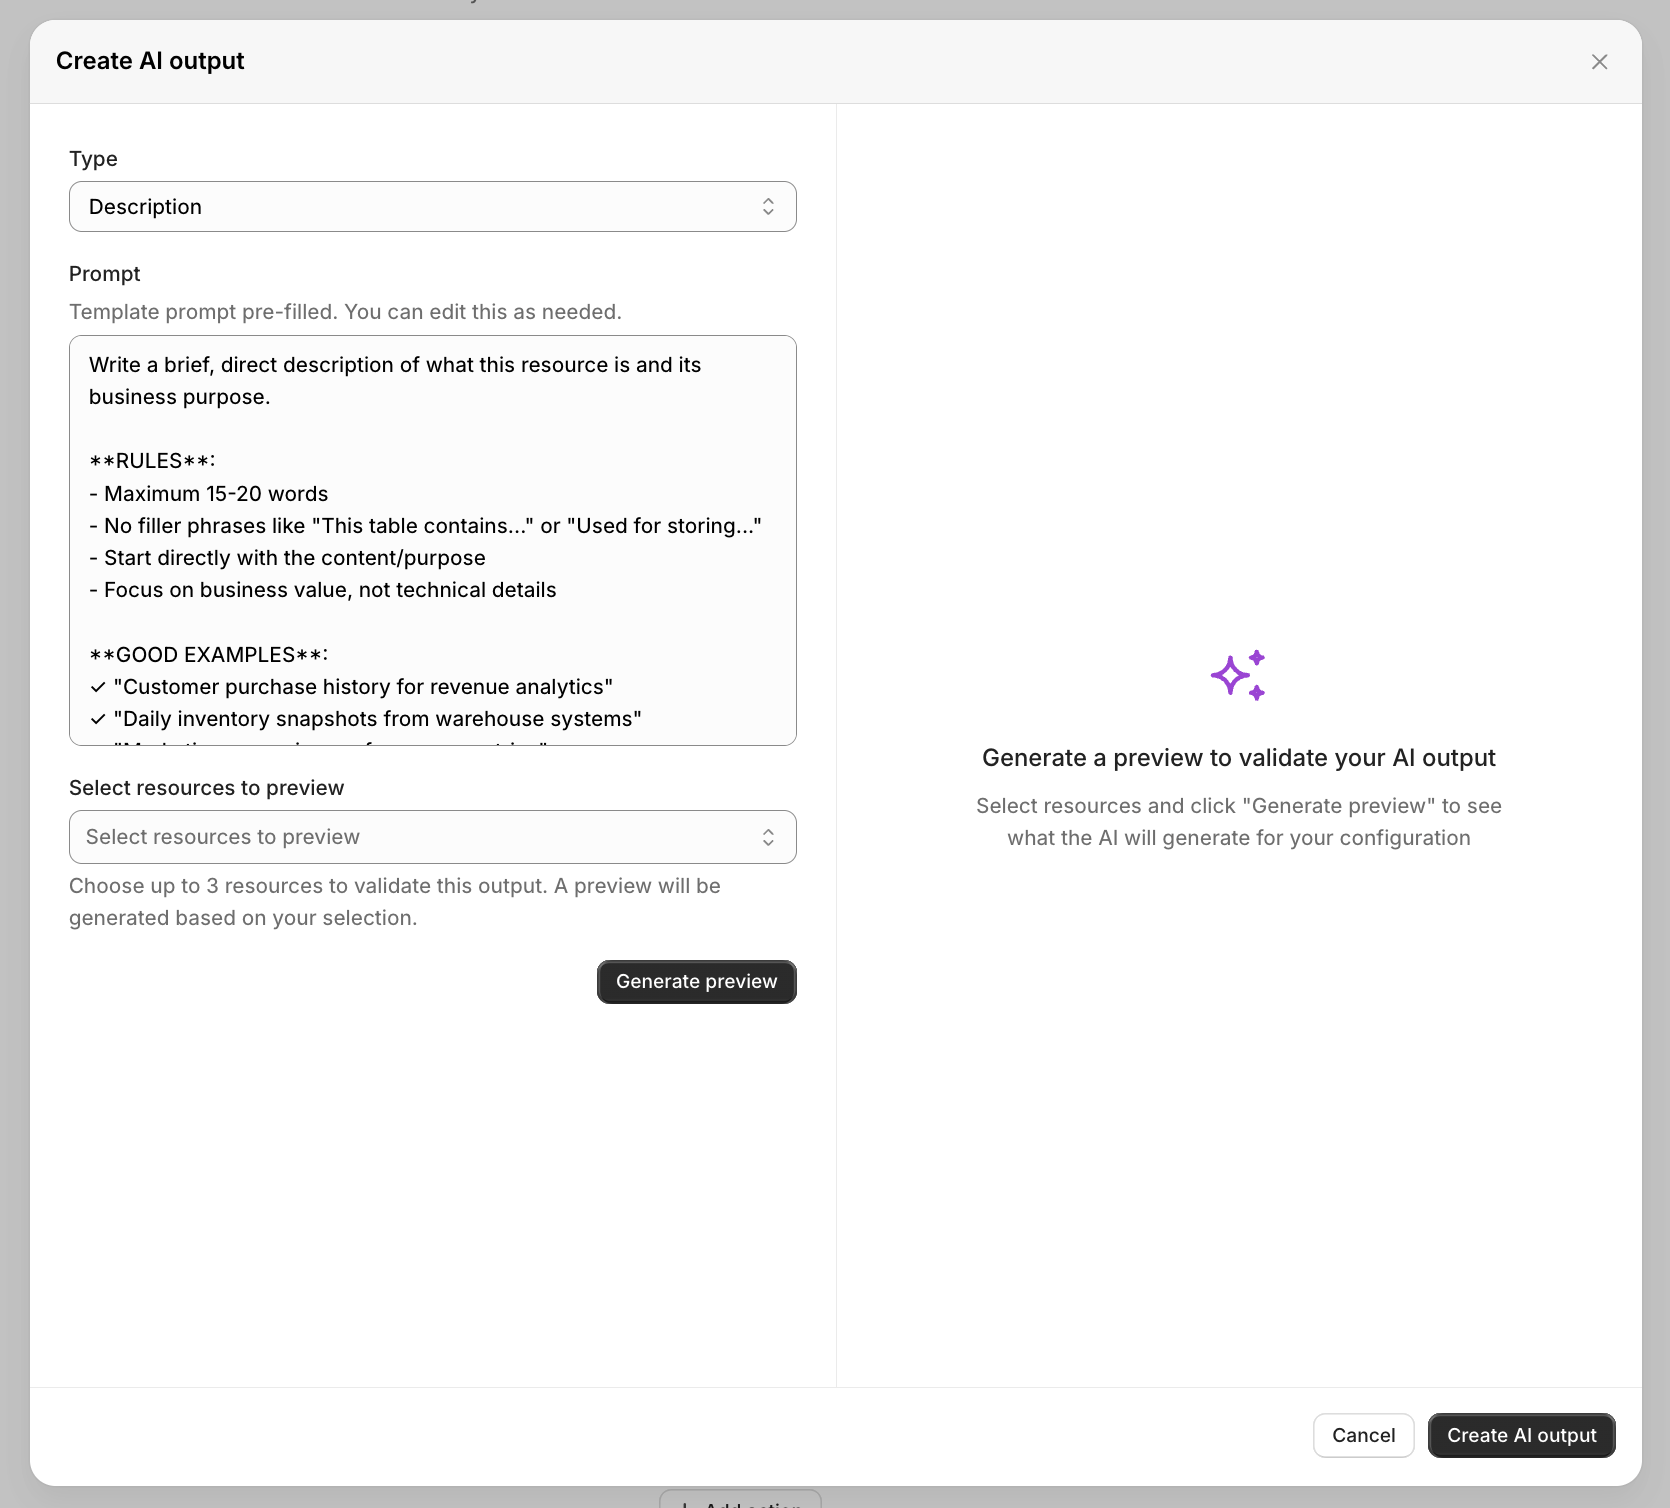 Create AI output
Type
Description
Prompt
Template prompt pre-filled. You can edit this as needed.
Write a brief, direct description of what this resource is and its
business purpose.
**RULES**:
- Maximum 15-20 words
- No filler phrases like "This table contains..." or "Used for storing..."
- Start directly with the content/purpose
- Focus on business value, not technical details
**GOOD EXAMPLES**:
✓ "Customer purchase history for revenue analytics"
✓ "Daily inventory snapshots from warehouse systems"
Select resources to preview
Select resources to preview
Choose up to 3 resources to validate this output. A preview will be
generated based on your selection.
Generate preview
Generate a preview to validate your AI output
Select resources and click "Generate preview" to see
what the AI will generate for your configuration
Cancel
Create AI output